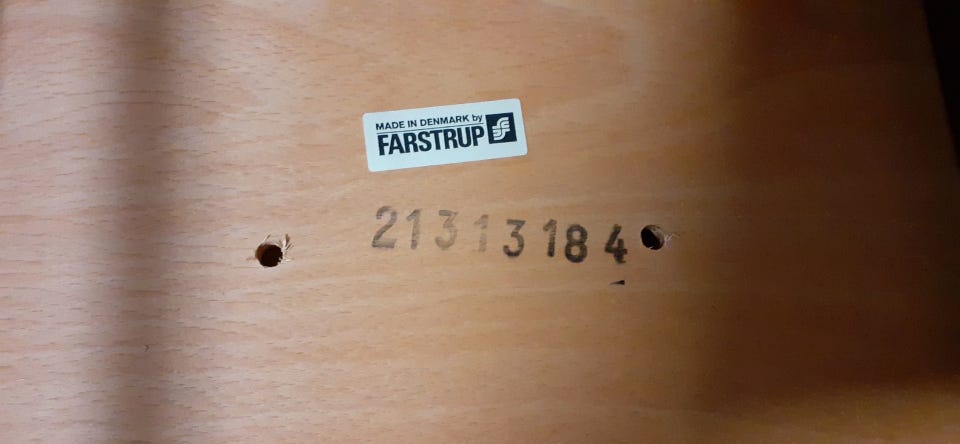 MADE IN DENMARK by
FARSTRUP
21313184